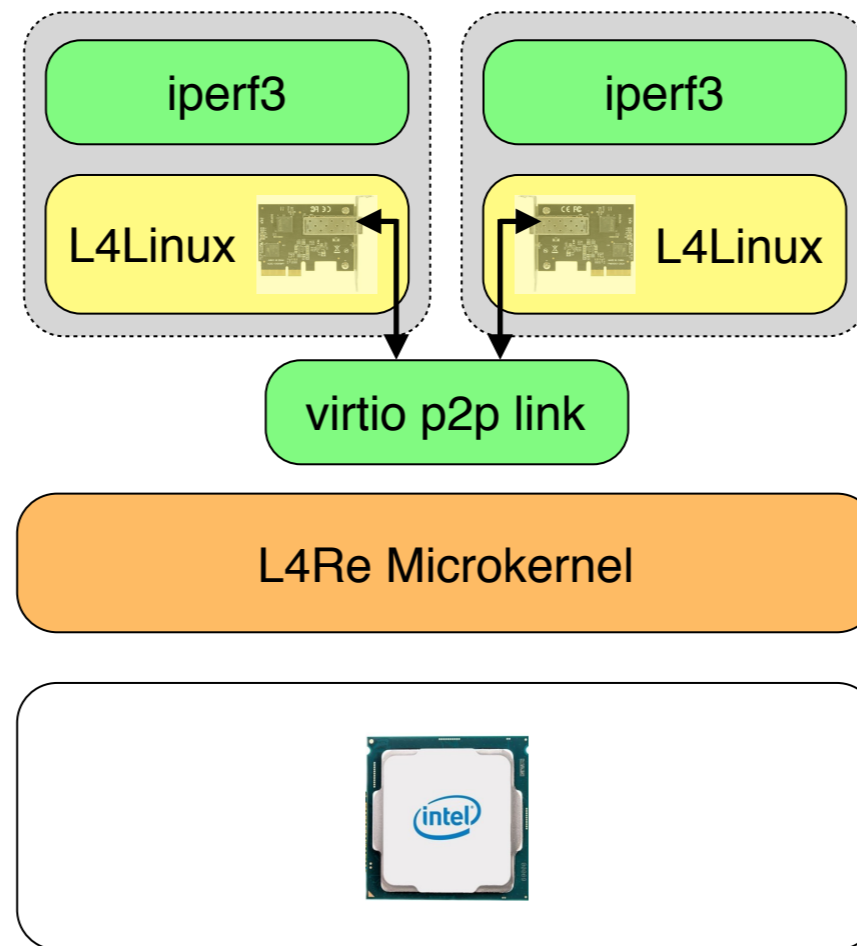 iperf3
iperf3
L4Linux
L4Linux
virtio p2p link
L4Re Microkernel
intel